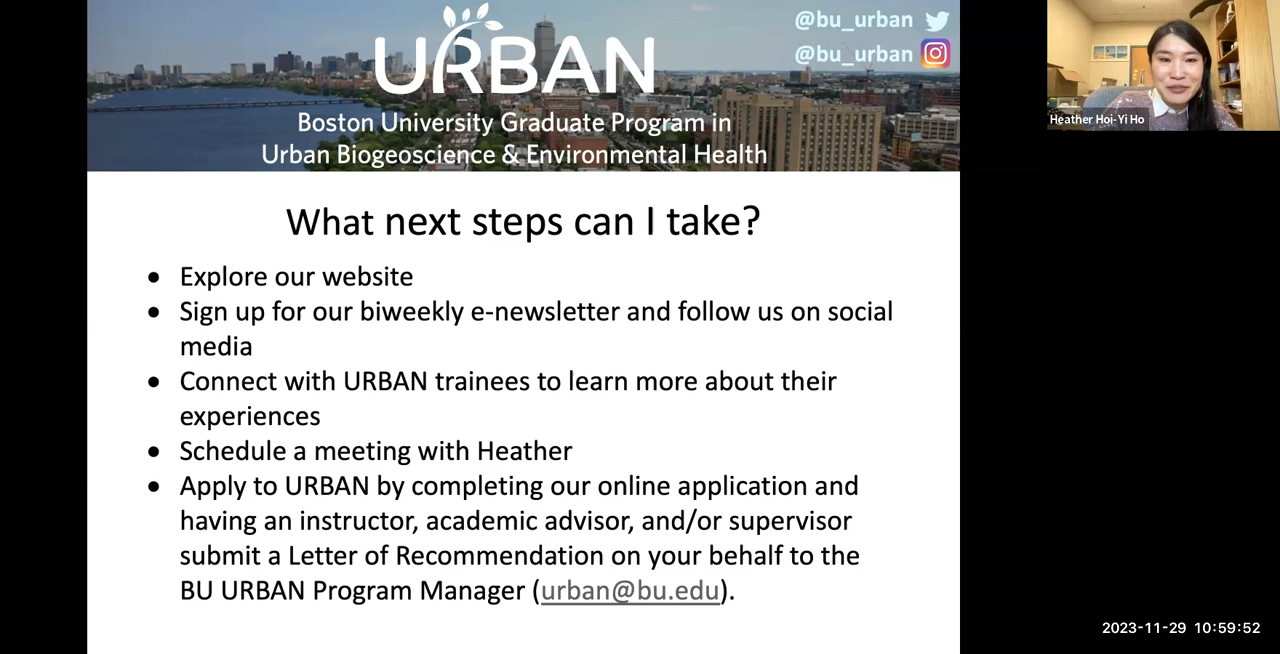 URBAN
@bu_urban
@bu_urban
Boston University Graduate Program in
Urban Biogeoscience & Environmental Health
Heather Hoi-Yi Ho
What next steps can I take?
• Explore our website
• Sign up for our biweekly e-newsletter and follow us on social
media
• Connect with URBAN trainees to learn more about their
experiences
• Schedule a meeting with Heather
• Apply to URBAN by completing our online application and
having an instructor, academic advisor, and/or supervisor
submit a Letter of Recommendation on your behalf to the
BU URBAN Program Manager (urban@bu.edu).
2023-11-29 10:59:52